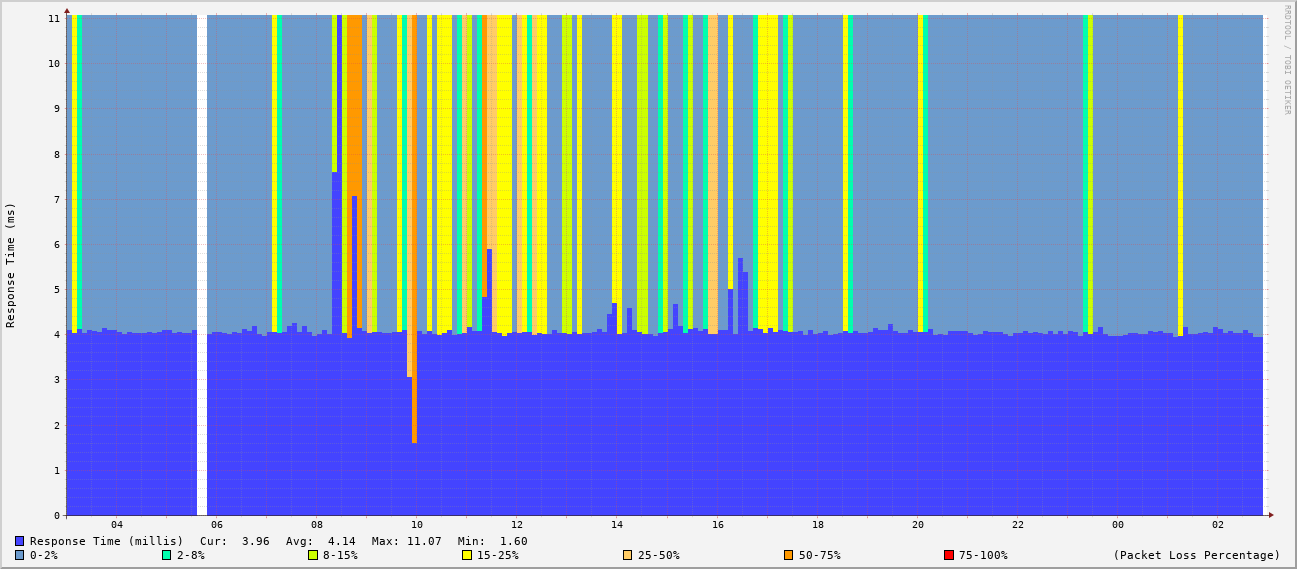 RRDTOOL / TOBI OETIKER
Response Time (ms)
11
10
9
8
7
6
5
4
3
2
1
0
04 06 08 10 12 14 16 18 20 22 00 02
Response Time (millis) Cur: 3.96 Avg: 4.14 Max: 11.07 Min: 1.60
0-2% 2-8% 8-15% 15-25% 25-50% 50-75% 75-100% (Packet Loss Percentage)